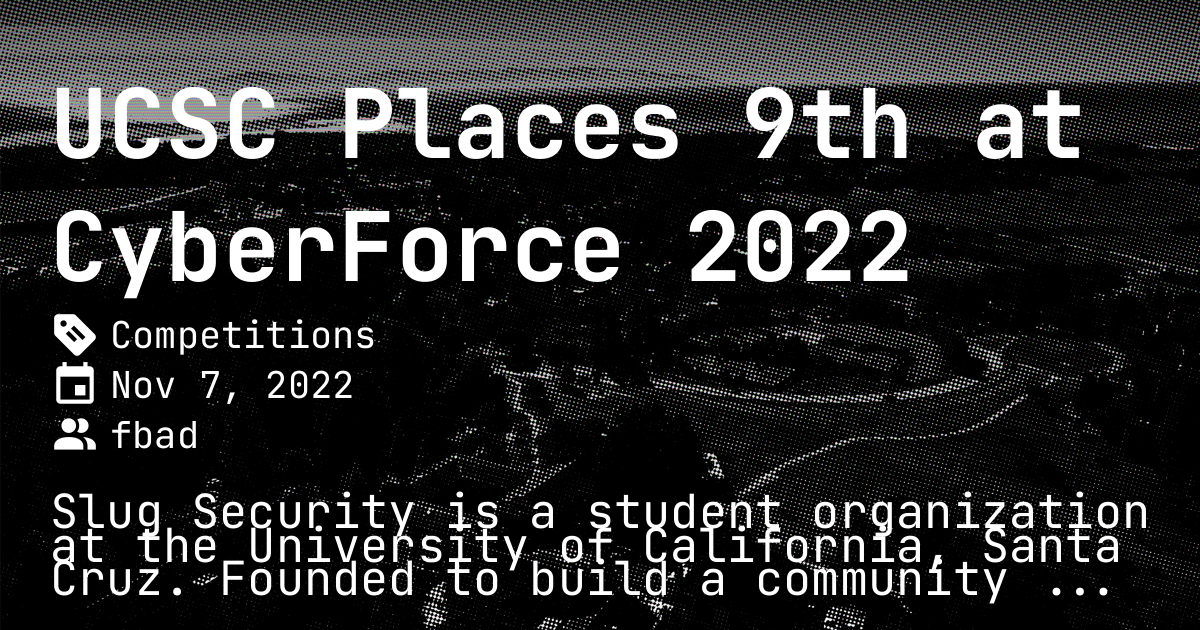 UCSC Places 9th at
CyberForce 2022
Competitions
Nov 7, 2022
fbad
Slug Security is a student organization
at the University of California, Santa
Cruz. Founded to build a community ...